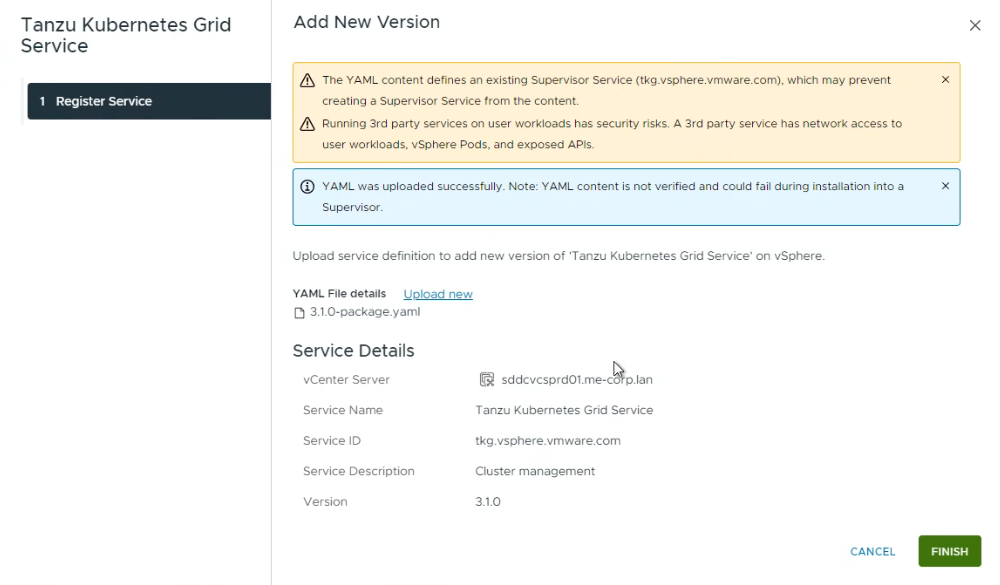 Tanzu Kubernetes Grid
Service
1 Register Service
Add New Version
The YAML content defines an existing Supervisor Service (tkg.vsphere.vmware.com), which may prevent
creating a Supervisor Service from the content.
Running 3rd party services on user workloads has security risks. A 3rd party service has network access to
user workloads, vSphere Pods, and exposed APIs.
YAML was uploaded successfully. Note: YAML content is not verified and could fail during installation into a
Supervisor.
Upload service definition to add new version of 'Tanzu Kubernetes Grid Service' on vSphere.
YAML File details Upload new
3.1.0-package.yaml
Service Details
vCenter Server sddcvcsprd01.me-corp.lan
Service Name Tanzu Kubernetes Grid Service
Service ID tkg.vsphere.vmware.com
Service Description Cluster management
Version 3.1.0
CANCEL FINISH